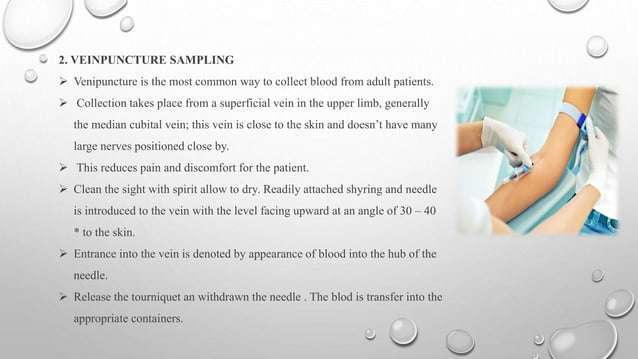 2. VEINPUNCTURE SAMPLING
➢ Venipuncture is the most common way to collect blood from adult patients.
➢ Collection takes place from a superficial vein in the upper limb, generally
the median cubital vein; this vein is close to the skin and doesn’t have many
large nerves positioned close by.
➢ This reduces pain and discomfort for the patient.
➢ Clean the sight with spirit allow to dry. Readily attached shyring and needle
is introduced to the vein with the level facing upward at an angle of 30 – 40
* to the skin.
➢ Entrance into the vein is denoted by appearance of blood into the hub of the
needle.
➢ Release the tourniquet an withdrawn the needle . The blod is transfer into the
appropriate containers.